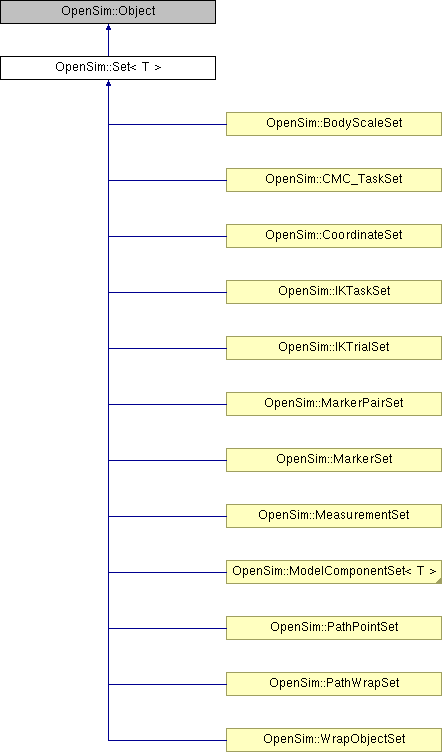 OpenSim::Object
OpenSim::Set< T >
OpenSim::BodyScaleSet
OpenSim::CMC_TaskSet
OpenSim::CoordinateSet
OpenSim::IKTaskSet
OpenSim::IKTrialSet
OpenSim::MarkerPairSet
OpenSim::MarkerSet
OpenSim::MeasurementSet
OpenSim::ModelComponentSet< T >
OpenSim::PathPointSet
OpenSim::PathWrapSet
OpenSim::WrapObjectSet